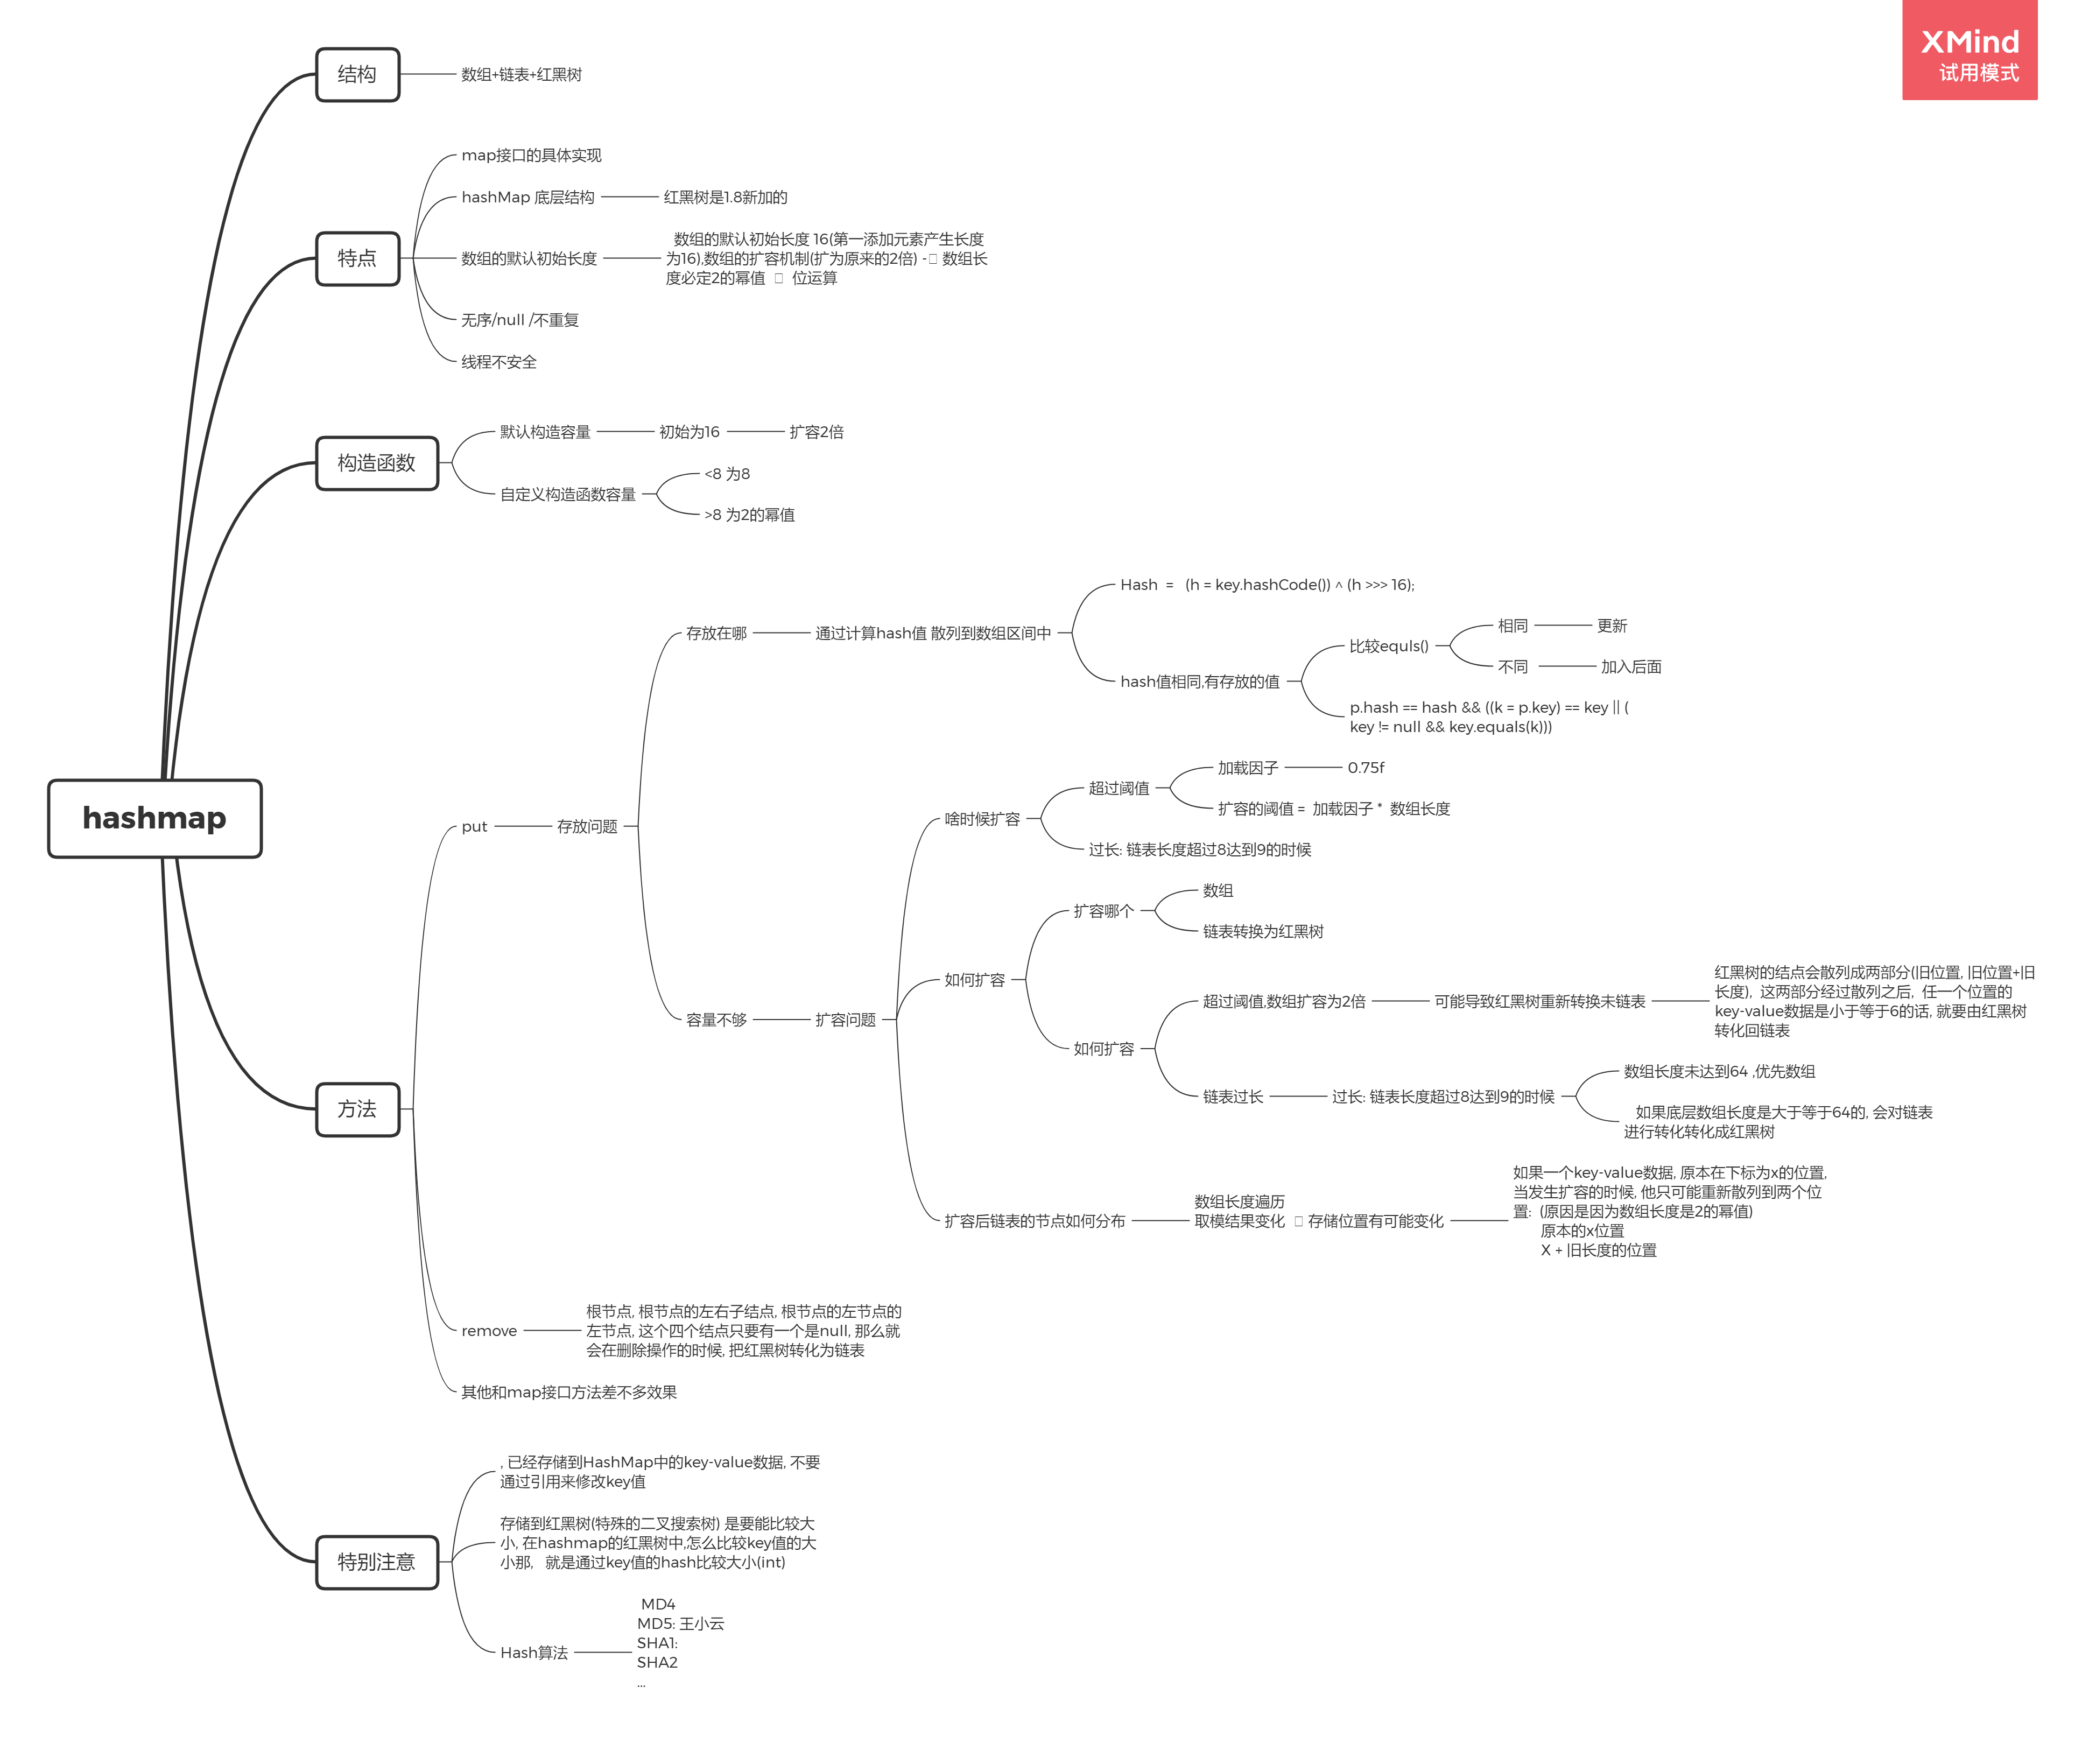 XMind
试用模式
结构
数组+链表+红黑树
特点
map接口的具体实现
hashMap 底层结构
红黑树是1.8新加的
数组的默认初始长度
数组的默认初始长度 16(第一添加元素产生长度
为16),数组的扩容机制(扩为原来的2倍) -□ 数组长
度必定2的幂值 □ 位运算
无序/null /不重复
线程不安全
构造函数
默认构造容量
初始为16
扩容2倍
自定义构造函数容量
<8 为8
>8 为2的幂值
hashmap
方法
put
存放问题
存放在哪
通过计算hash值 散列到数组区间中
Hash = (h = key.hashCode()) ^ (h >>> 16);
hash值相同,有存放的值
比较equls()
相同
更新
不同
加入后面
p.hash == hash && ((k = p.key) == key || (
key != null && key.equals(k)))
容量不够
扩容问题
啥时候扩容
超过阈值
加载因子
0.75f
扩容的阈值 = 加载因子 * 数组长度
过长: 链表长度超过8达到9的时候
如何扩容
扩容哪个
数组
链表转换为红黑树
如何扩容
超过阈值,数组扩容为2倍
可能导致红黑树重新转换未链表
红黑树的结点会散列成两部分(旧位置, 旧位置+旧
长度), 这两部分经过散列之后, 任一个位置的
key-value数据是小于等于6的话, 就要由红黑树
转化回链表
链表过长
过长: 链表长度超过8达到9的时候
数组长度未达到64 ,优先数组
如果底层数组长度是大于等于64的, 会对链表
进行转化转化成红黑树
扩容后链表的节点如何分布
数组长度遍历
取模结果变化 □ 存储位置有可能变化
如果一个key-value数据, 原本在下标为x的位置,
当发生扩容的时候, 他只可能重新散列到两个位
置: (原因是因为数组长度是2的幂值)
原本的x位置
X + 旧长度的位置
remove
根节点, 根节点的左右子结点, 根节点的左节点的
左节点, 这个四个结点只要有一个是null, 那么就
会在删除操作的时候, 把红黑树转化为链表
其他和map接口方法差不多效果
特别注意
, 已经存储到HashMap中的key-value数据, 不要
通过引用来修改key值
存储到红黑树(特殊的二叉搜索树) 是要能比较大
小, 在hashmap的红黑树中,怎么比较key值的大
小那, 就是通过key值的hash比较大小(int)
Hash算法
MD4
MD5: 王小云
SHA1:
SHA2
...